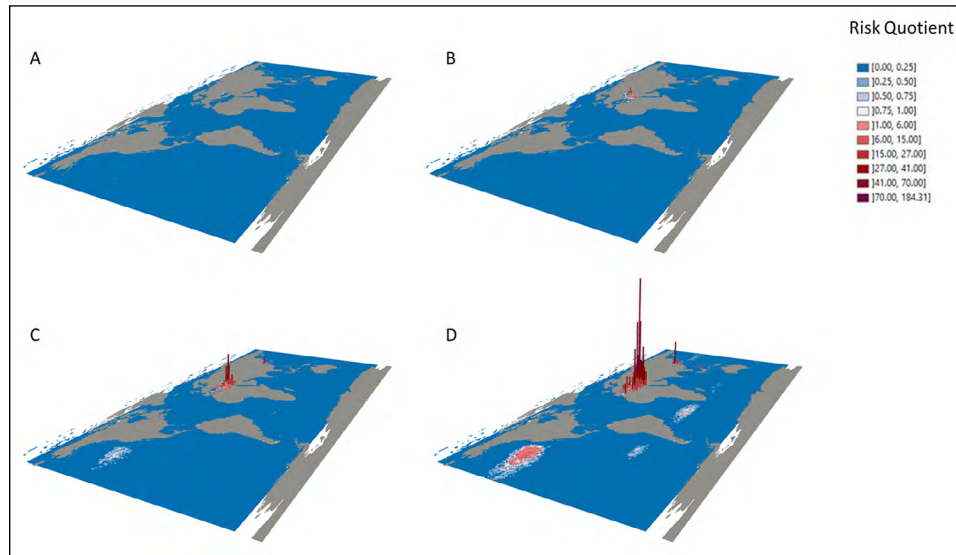 Risk Quotient
A
B
[0.00, 0.25]
]0.25, 0.50]
]0.50, 0.75]
]0.75, 1.00]
]1.00, 6.00]
]6.00, 15.00]
]15.00, 27.00]
]27.00, 41.00]
]41.00, 70.00]
]70.00, 184.31]
C
D